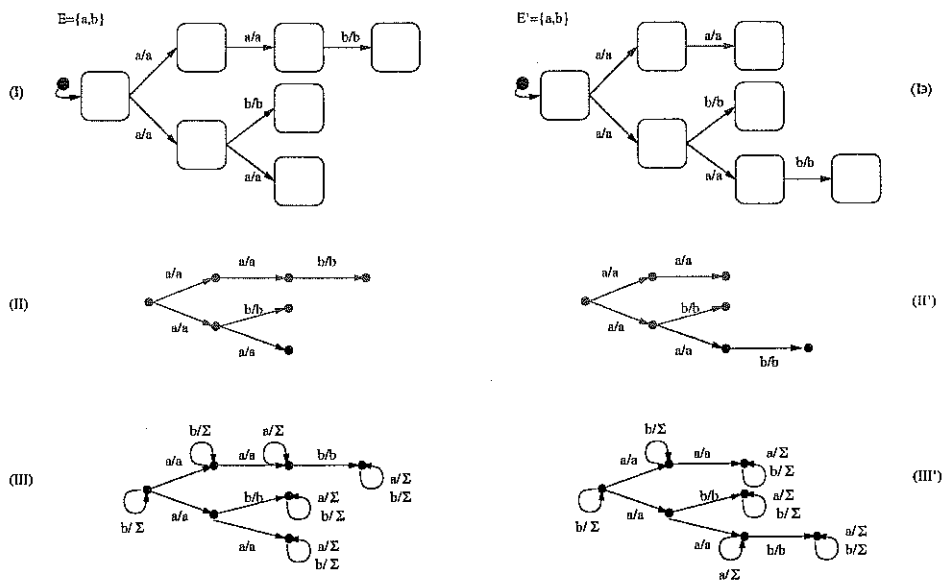 E={a,b}
E'={a,b}
a/a
a/a
b/b
a/a
a/a
(I)
(I')
b/b
b/b
a/a
a/a
a/a
a/a
b/b
a/a
b/b
a/a
a/a
a/a
b/b
(II)
(II')
b/b
b/b
a/a
a/a
a/a
a/a
b/b
b/Σ
a/Σ
b/Σ
a/a
b/b
a/a
a/a
a/a
a/Σ
(III)
a/Σ
b/Σ
b/Σ
(III')
b/b
a/Σ
b/b
a/Σ
b/Σ
a/a
b/Σ
b/Σ
a/a
b/Σ
a/a
a/Σ
b/Σ
a/a
b/b
a/Σ
b/Σ
a/Σ